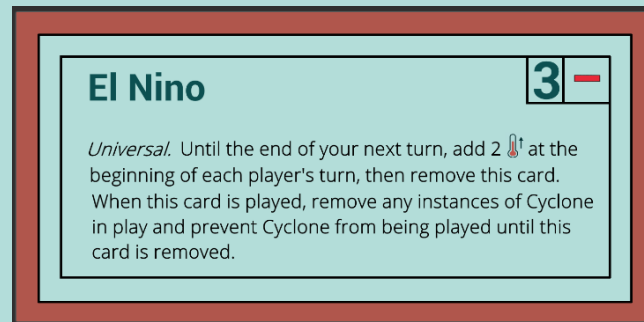 El Nino
3
Universal. Until the end of your next turn, add 2 at the
beginning of each player's turn, then remove this card.
When this card is played, remove any instances of Cyclone
in play and prevent Cyclone from being played until this
card is removed.